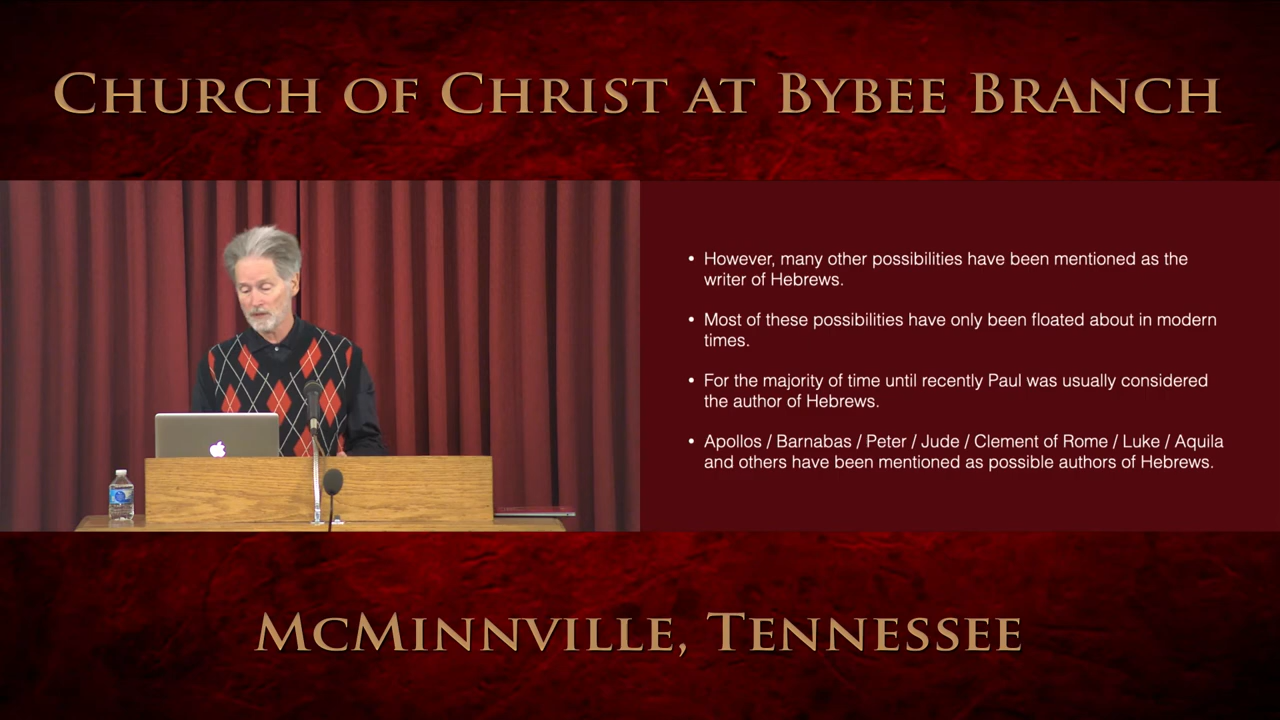 CHURCH OF CHRIST AT BYBEE BRANCH
• However, many other possibilities have been mentioned as the
writer of Hebrews.
• Most of these possibilities have only been floated about in modern
times.
• For the majority of time until recently Paul was usually considered
the author of Hebrews.
• Apollos / Barnabas / Peter / Jude / Clement of Rome / Luke / Aquila
and others have been mentioned as possible authors of Hebrews.
MCMINNVILLE, TENNESSEE